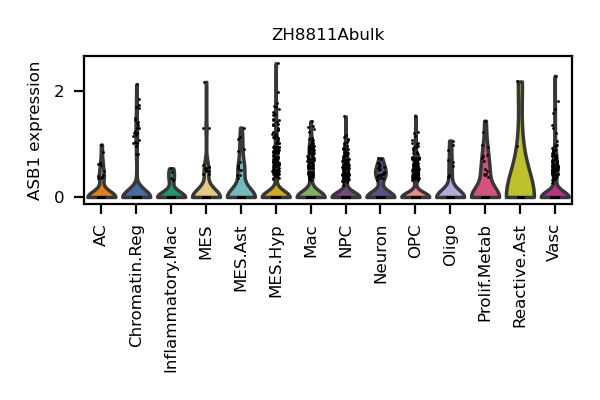 ZH8811Abulk
ASB1 expression
2
0
AC
Chromatin.Reg
Inflammatory.Mac
MES
MES.Ast
MES.Hyp
Mac
NPC
Neuron
OPC
Oligo
Prolif.Metab
Reactive.Ast
Vasc